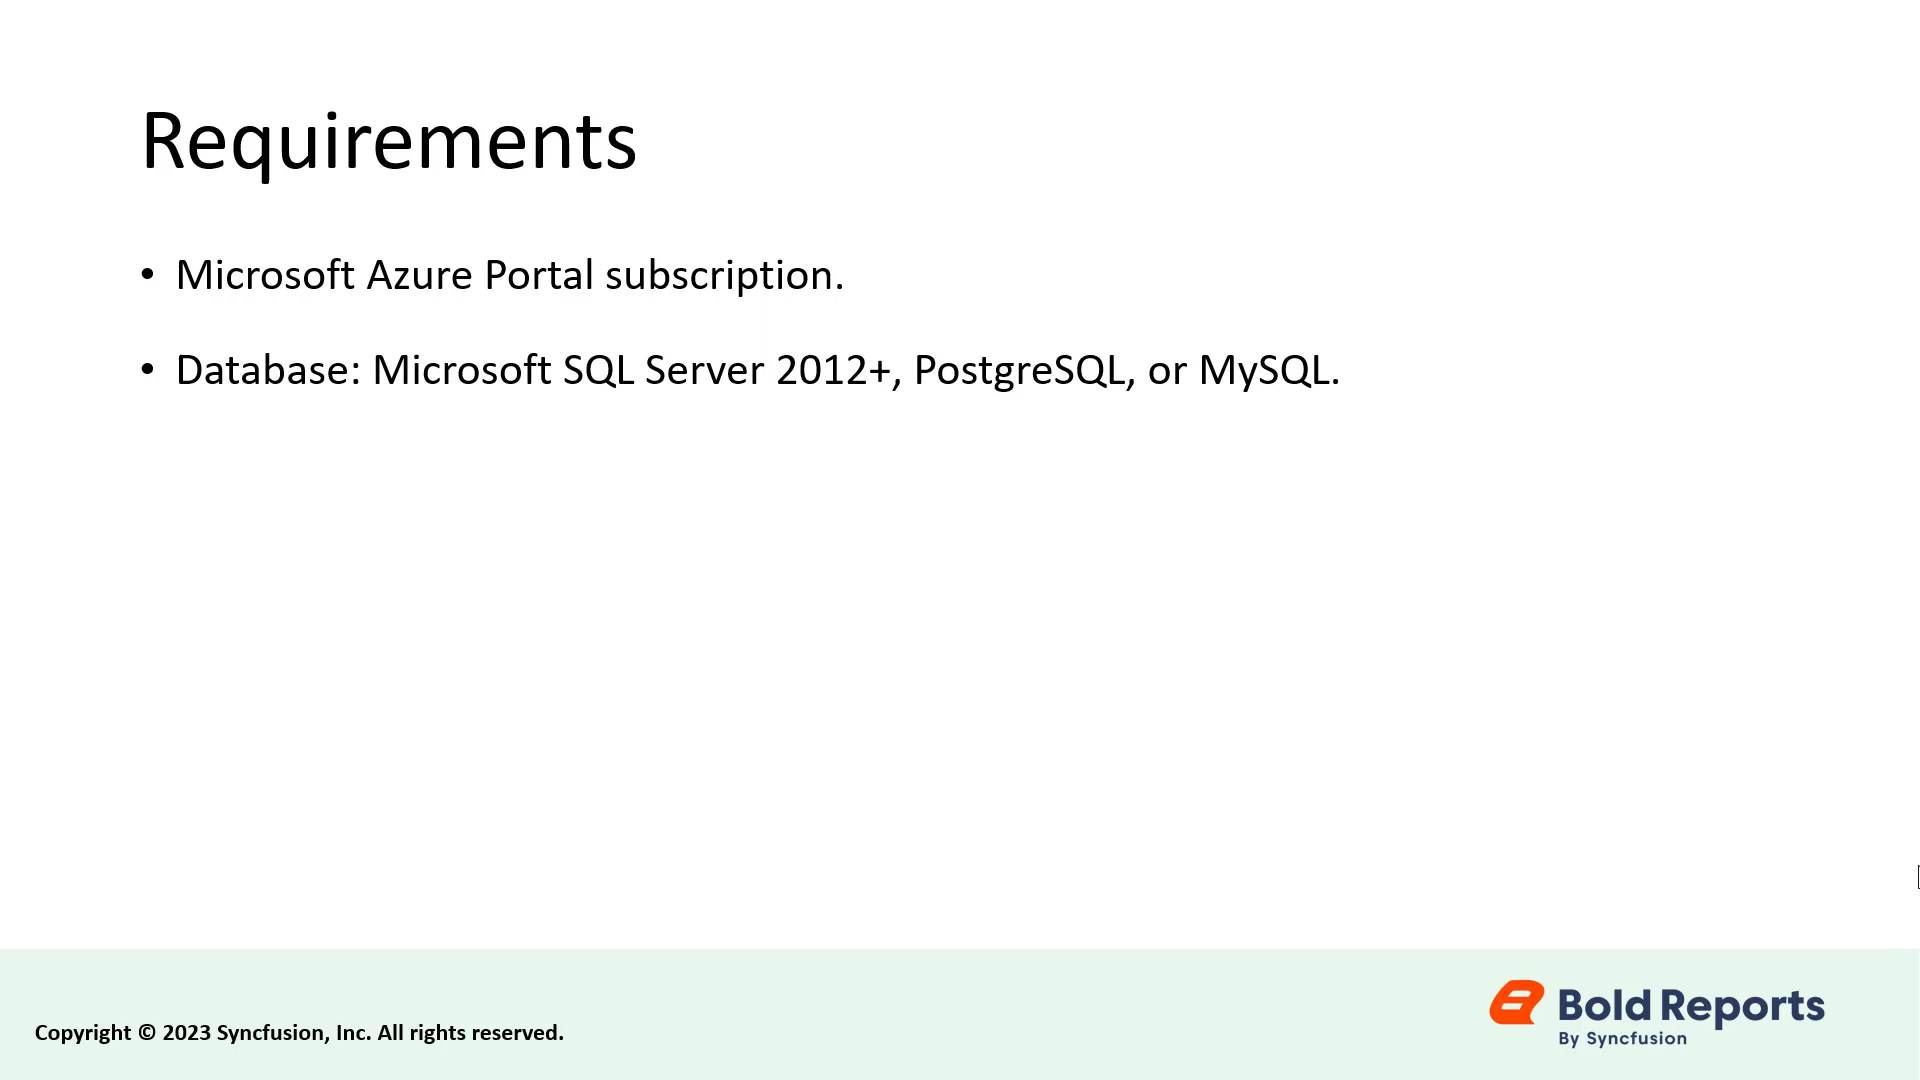 Requirements
• Microsoft Azure Portal subscription.
• Database: Microsoft SQL Server 2012+, PostgreSQL, or MySQL.
Copyright © 2023 Syncfusion, Inc. All rights reserved.
Bold Reports
By Syncfusion